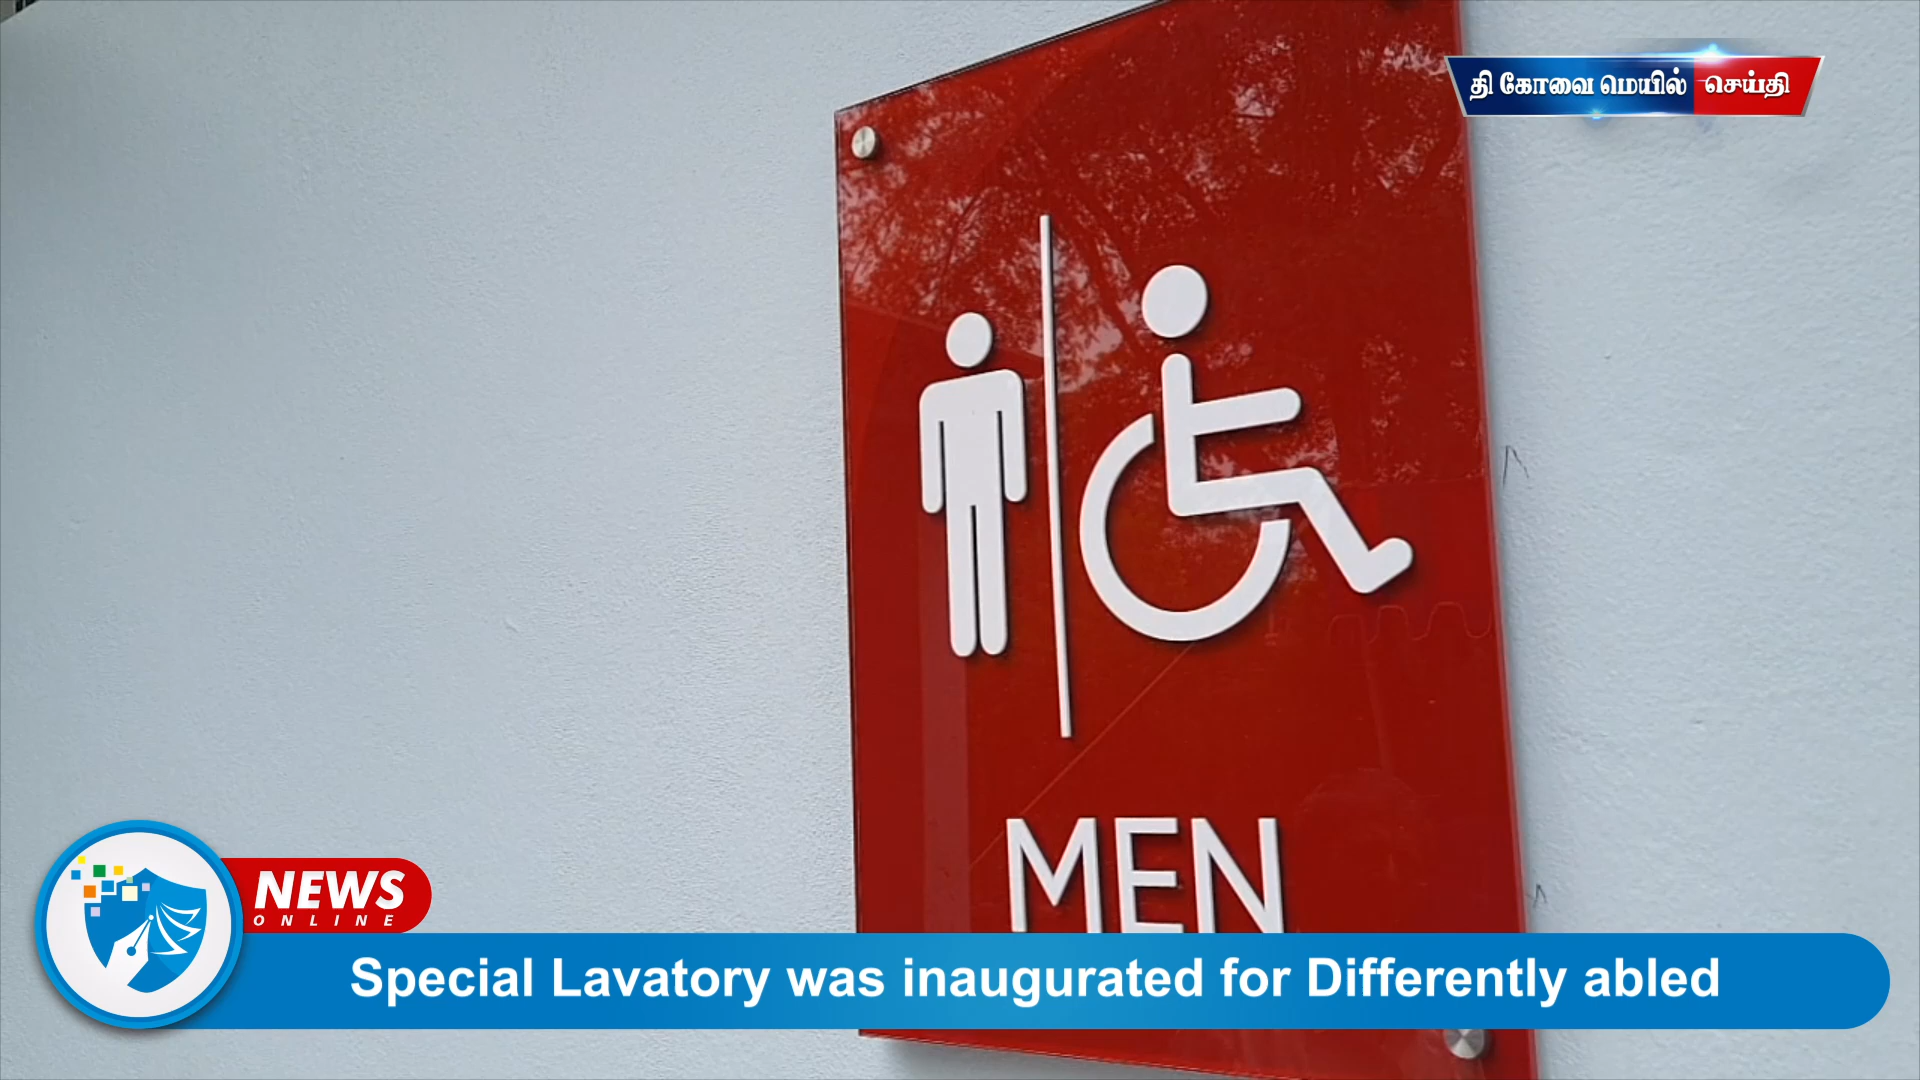 தி கோவை மெயில் செய்தி
MEN
NEWS
ONLINE
Special Lavatory was inaugurated for Differently abled